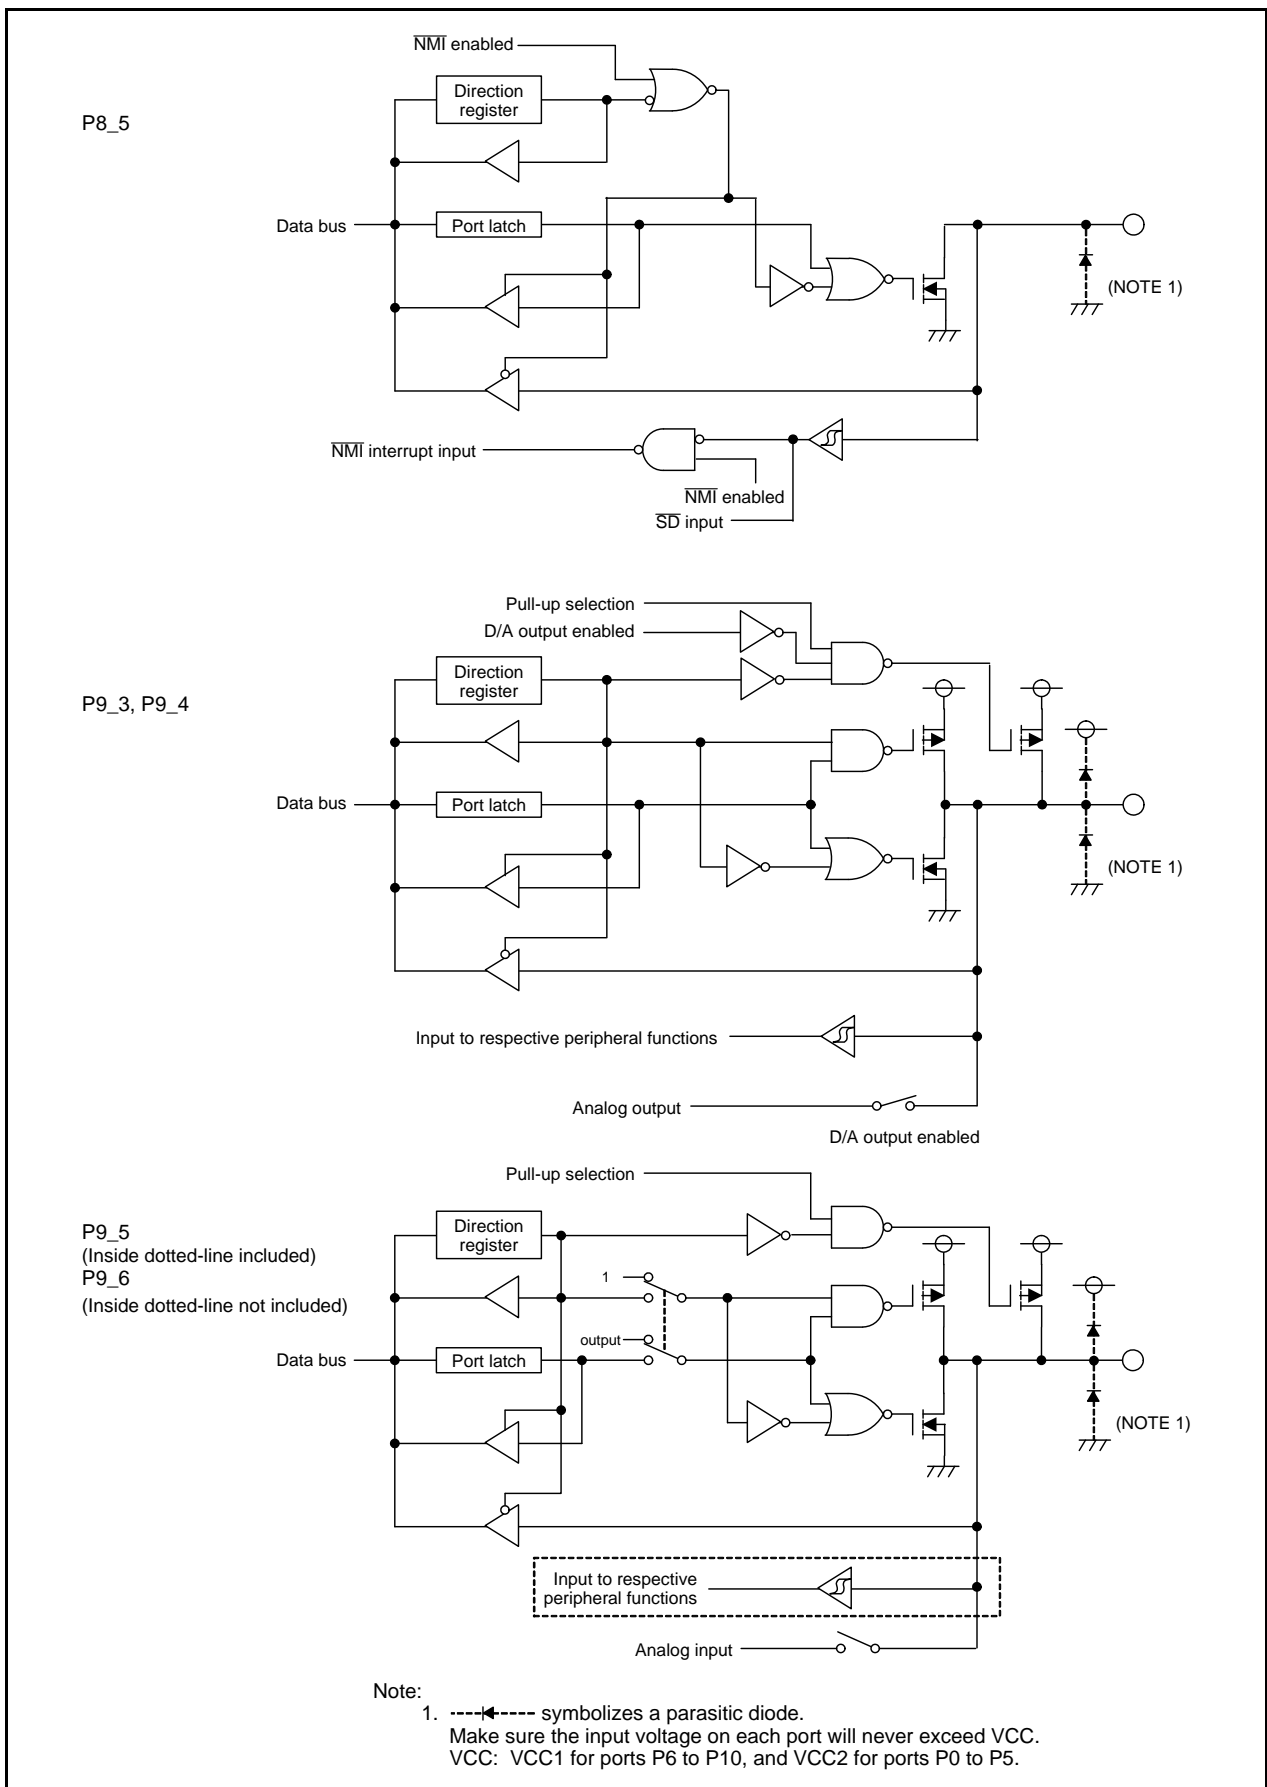 NMI enabled
Direction
register
P8_5
Data bus
Port latch
(NOTE 1)
NMI interrupt input
NMI enabled
SD input
Pull-up selection
D/A output enabled
Direction
register
P9_3, P9_4
Data bus
Port latch
(NOTE 1)
Input to respective peripheral functions
Analog output
D/A output enabled
Pull-up selection
P9_5
(Inside dotted-line included)
P9_6
(Inside dotted-line not included)
Direction
register
1
output
Data bus
Port latch
(NOTE 1)
Input to respective
peripheral functions
Analog input
Note:
1. symbolizes a parasitic diode.
Make sure the input voltage on each port will never exceed VCC.
VCC: VCC1 for ports P6 to P10, and VCC2 for ports P0 to P5.